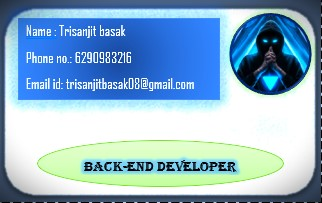 Name : Trisanjit basak
Phone no.: 6290983216
Email id: trisanjitbasak08@gmail.com
BACK-END DEVELOPER